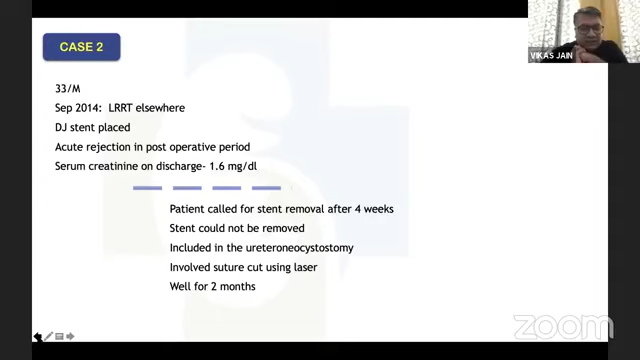 CASE 2
VIKAS JAIN
33/M
Sep 2014: LRRT elsewhere
DJ stent placed
Acute rejection in post operative period
Serum creatinine on discharge- 1.6 mg/dl
Patient called for stent removal after 4 weeks
Stent could not be removed
Included in the ureteroneocystostomy
Involved suture cut using laser
Well for 2 months
zoom